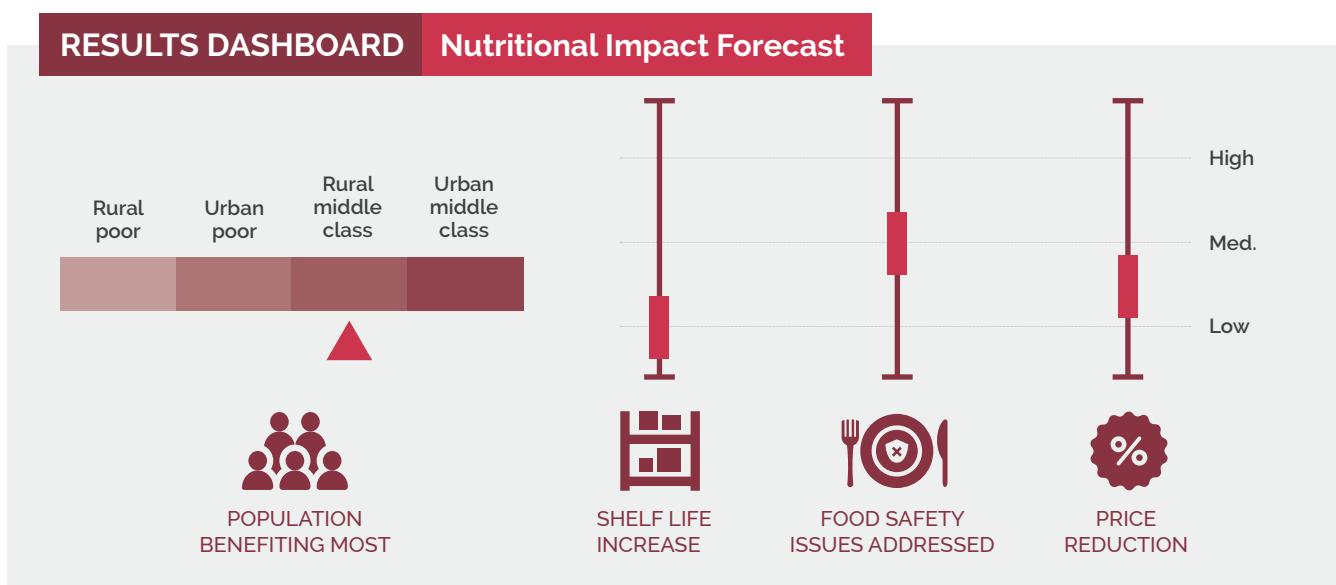 RESULTS DASHBOARD Nutritional Impact Forecast
Rural
poor
Urban
poor
Rural
middle
class
Urban
middle
class
High
Med.
Low
POPULATION
BENEFITING MOST
SHELF LIFE
INCREASE
FOOD SAFETY
ISSUES ADDRESSED
%
PRICE
REDUCTION